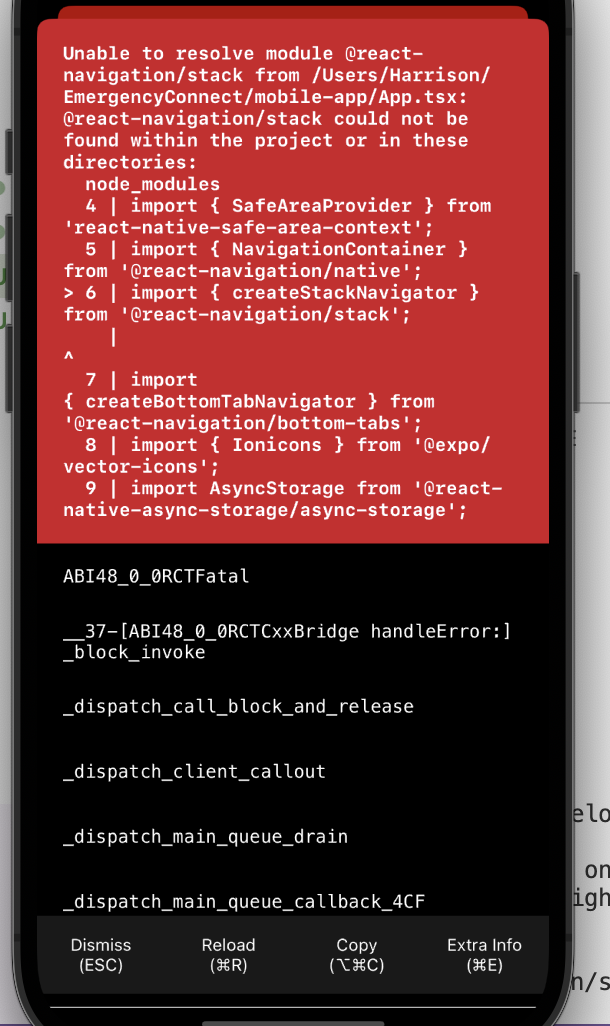 Unable to resolve module @react-
navigation/stack from /Users/Harrison/
EmergencyConnect/mobile-app/App.tsx:
@react-navigation/stack could not be
found within the project or in these
directories:
  node_modules
  4 | import { SafeAreaProvider } from
'react-native-safe-area-context';
  5 | import { NavigationContainer }
from '@react-navigation/native';
> 6 | import { createStackNavigator }
from '@react-navigation/stack';
    |
^
  7 | import
{ createBottomTabNavigator } from
'@react-navigation/bottom-tabs';
  8 | import { Ionicons } from '@expo/
vector-icons';
  9 | import AsyncStorage from '@react-
native-async-storage/async-storage';
ABI48_0_0RCTFatal
__37-[ABI48_0_0RCTCxxBridge handleError:]
_block_invoke
_dispatch_call_block_and_release
_dispatch_client_callout
_dispatch_main_queue_drain
_dispatch_main_queue_callback_4CF
elo
on
igh
n/s
Dismiss Reload Copy Extra Info
(ESC) (⌘R) (⌥⌘C) (⌘E)